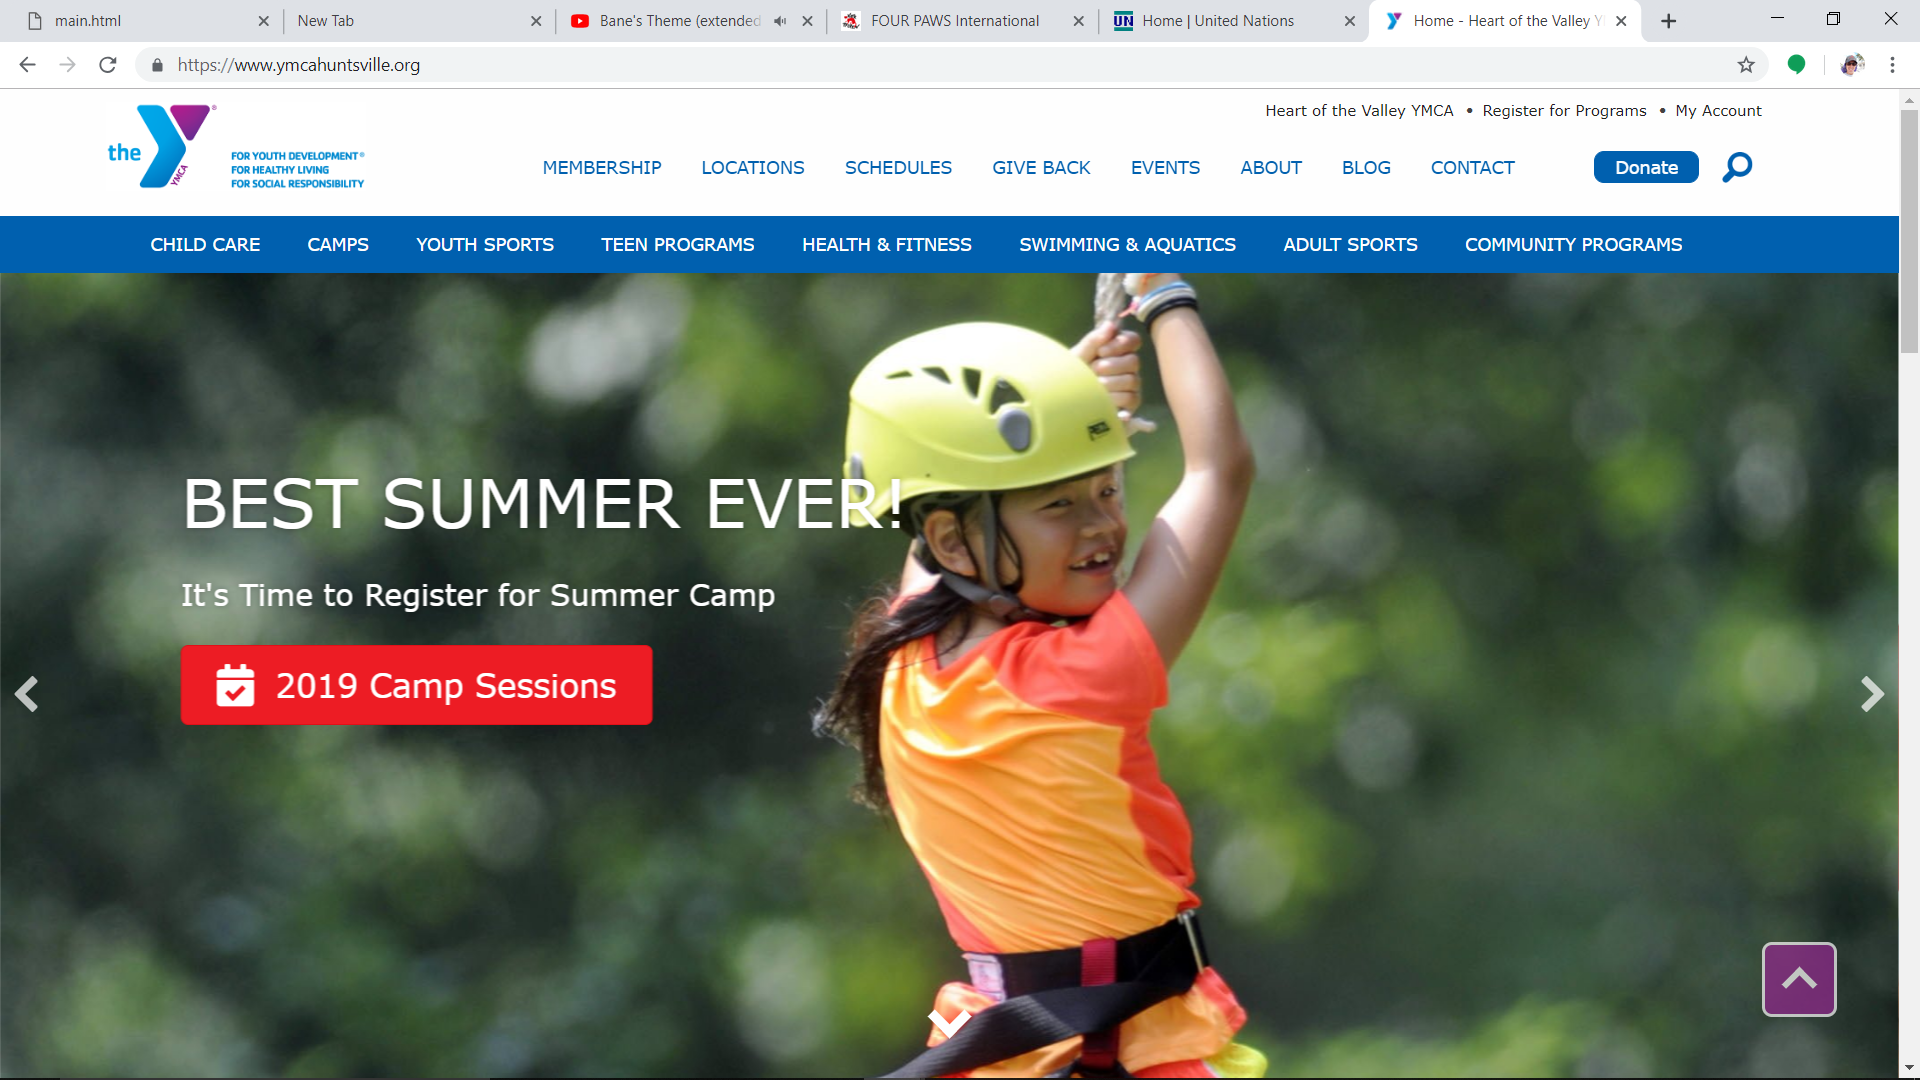 main.html
New Tab
Bane's Theme (extended
FOUR PAWS International
UN Home | United Nations
Home - Heart of the Valley Y
https://www.ymcahuntsville.org
Heart of the Valley YMCA • Register for Programs • My Account
the Y® YMCA
FOR YOUTH DEVELOPMENT®
FOR HEALTHY LIVING
FOR SOCIAL RESPONSIBILITY
MEMBERSHIP LOCATIONS SCHEDULES GIVE BACK EVENTS ABOUT BLOG CONTACT Donate
CHILD CARE CAMPS YOUTH SPORTS TEEN PROGRAMS HEALTH & FITNESS SWIMMING & AQUATICS ADULT SPORTS COMMUNITY PROGRAMS
PETZL
BEST SUMMER EVER!
It's Time to Register for Summer Camp
2019 Camp Sessions